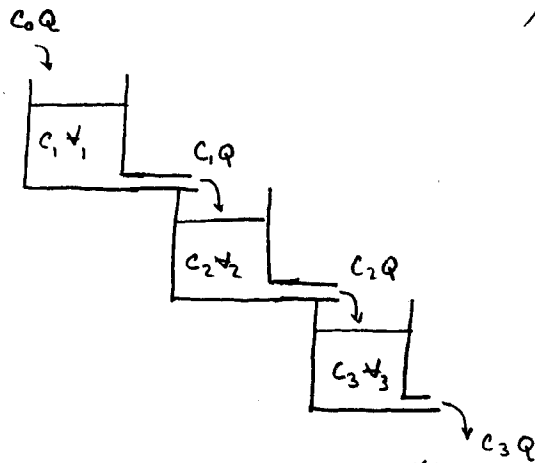 C₀Q
C₁ ∀₁
C₁Q
C₂ ∀₂
C₂Q
C₃ ∀₃
C₃Q